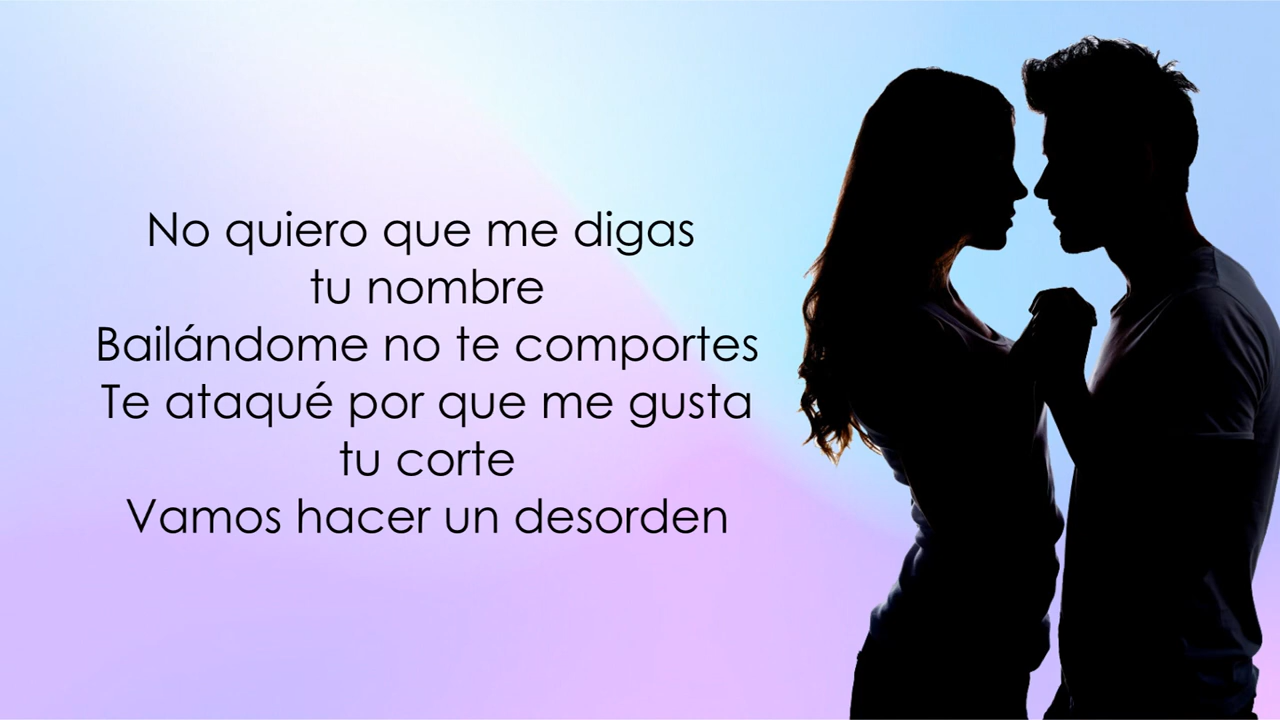 No quiero que me digas
tu nombre
Bailándome no te comportes
Te ataqué por que me gusta
tu corte
Vamos hacer un desorden